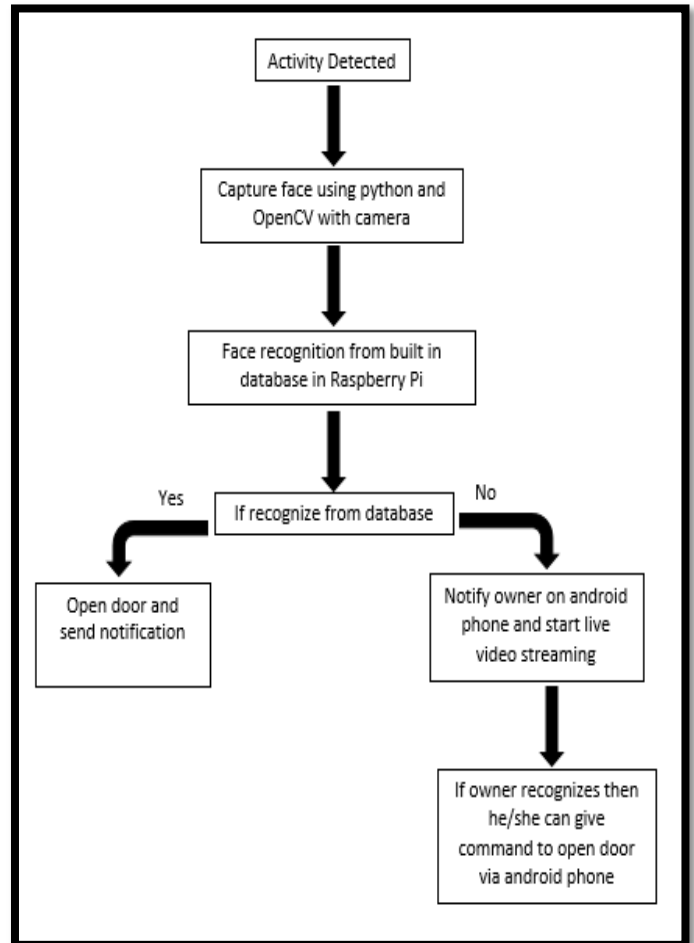 Activity Detected
Capture face using python and
OpenCV with camera
Face recognition from built in
database in Raspberry Pi
If recognize from database
Yes
No
Open door and
send notification
Notify owner on android
phone and start live
video streaming
If owner recognizes then
he/she can give
command to open door
via android phone